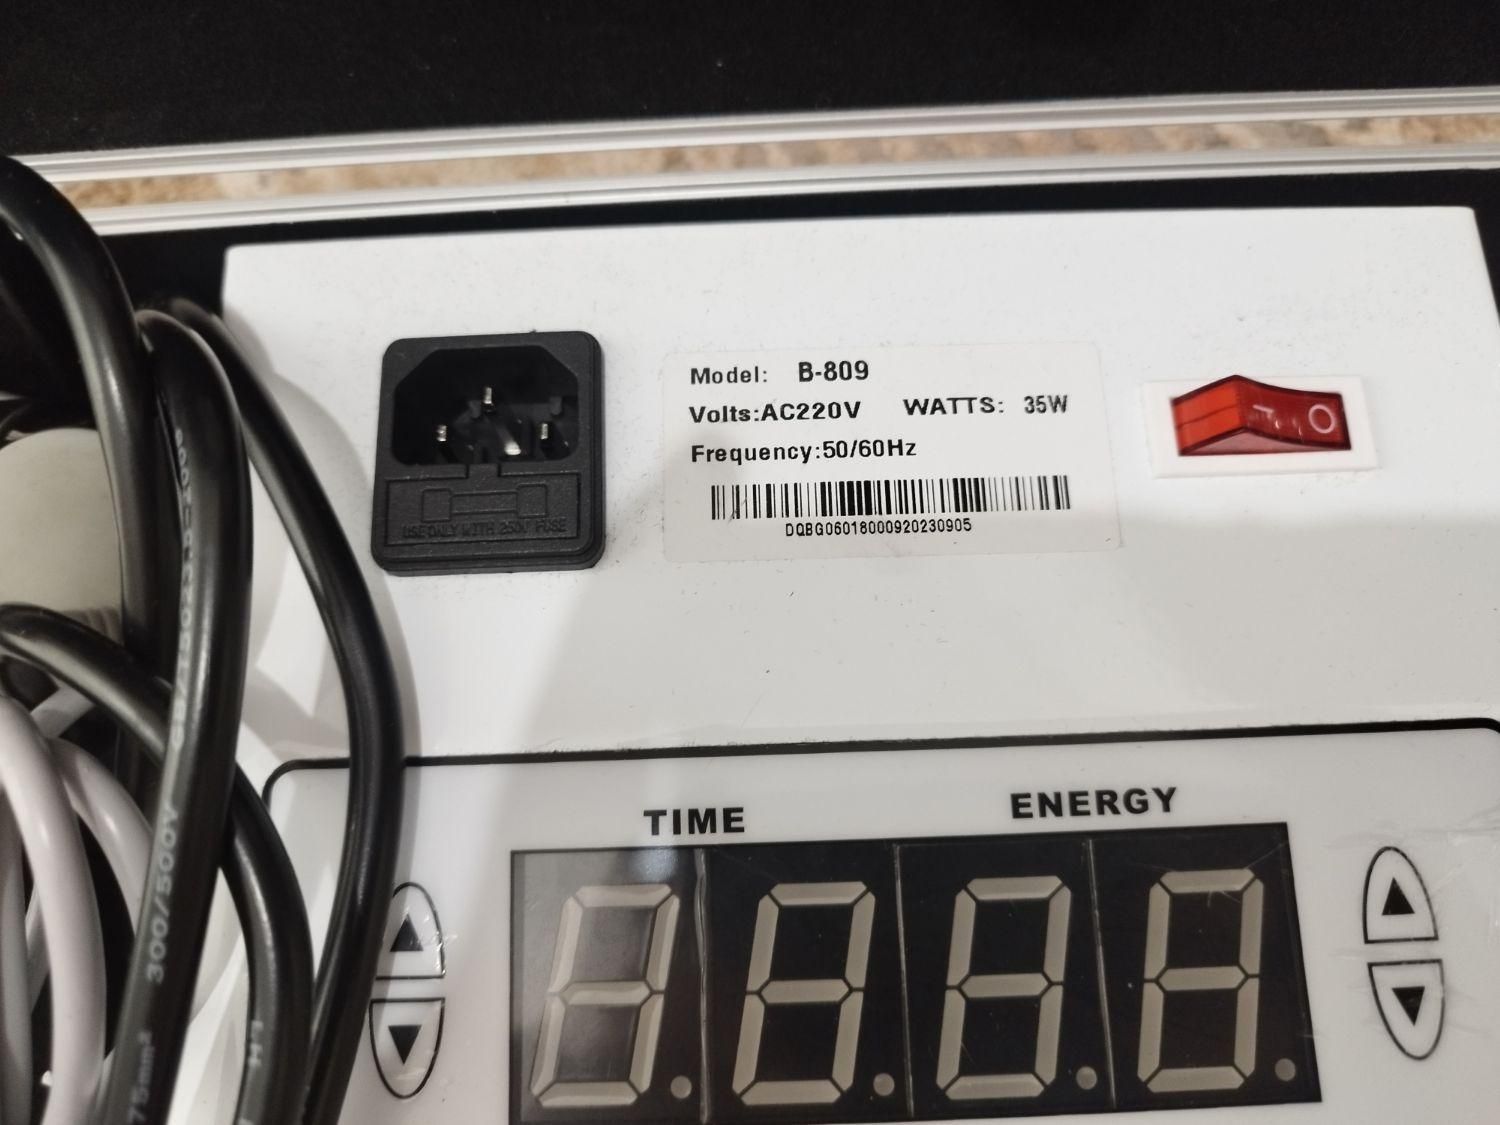 Model: B-809
Volts:AC220V WATTS: 35W
Frequency:50/60Hz
DQBG06018000920230905
USE ONLY WITH 250V FUSE
TIME
ENERGY
300/500V
75mm²